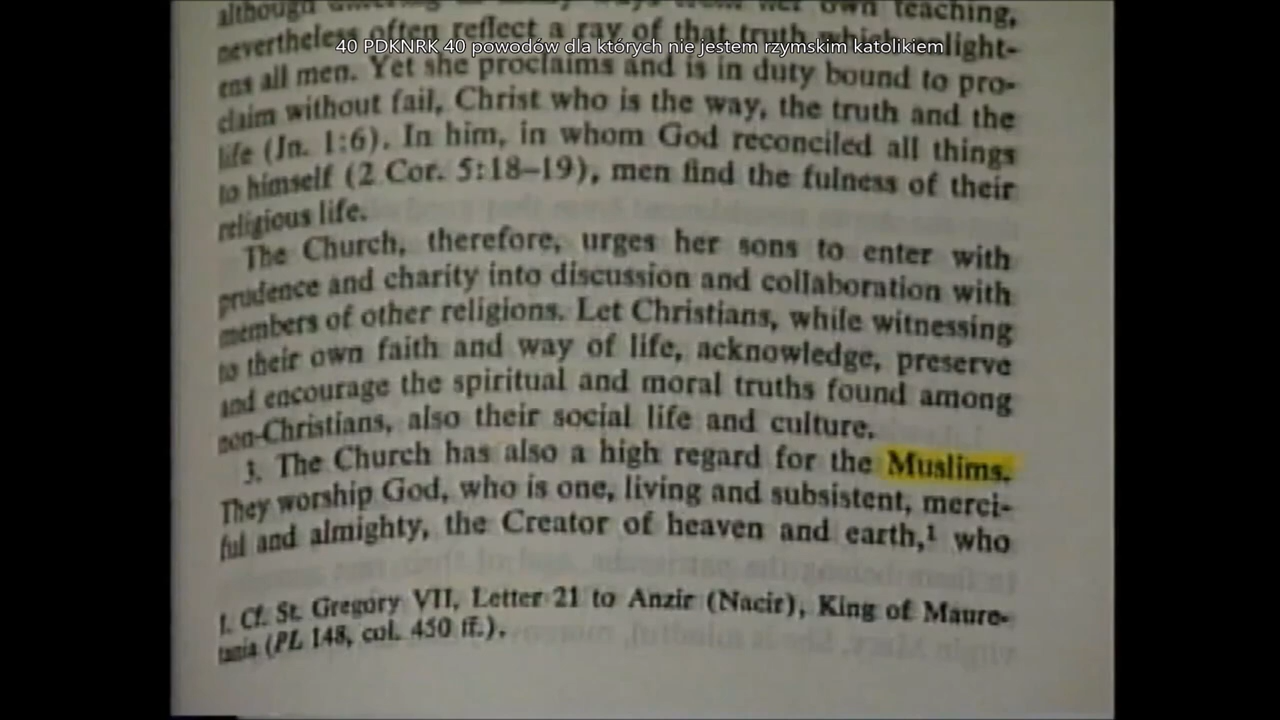 although differing in many ways from her own teaching,
nevertheless often reflect a ray of that truth which enlight-
40 PDKNRK 40 powodów dla których nie jestem rzymskim katolikiem
ens all men. Yet she proclaims and is in duty bound to pro-
claim without fail, Christ who is the way, the truth and the
life (Jn. 1:6). In him, in whom God reconciled all things
to himself (2 Cor. 5:18–19), men find the fulness of their
religious life.
The Church, therefore, urges her sons to enter with
prudence and charity into discussion and collaboration with
members of other religions. Let Christians, while witnessing
to their own faith and way of life, acknowledge, preserve
and encourage the spiritual and moral truths found among
non-Christians, also their social life and culture.
3. The Church has also a high regard for the Muslims.
They worship God, who is one, living and subsistent, merci-
ful and almighty, the Creator of heaven and earth,¹ who
1. Cf. St. Gregory VII, Letter 21 to Anzir (Nacir), King of Maure-
tania (PL 148, col. 450 ff.).